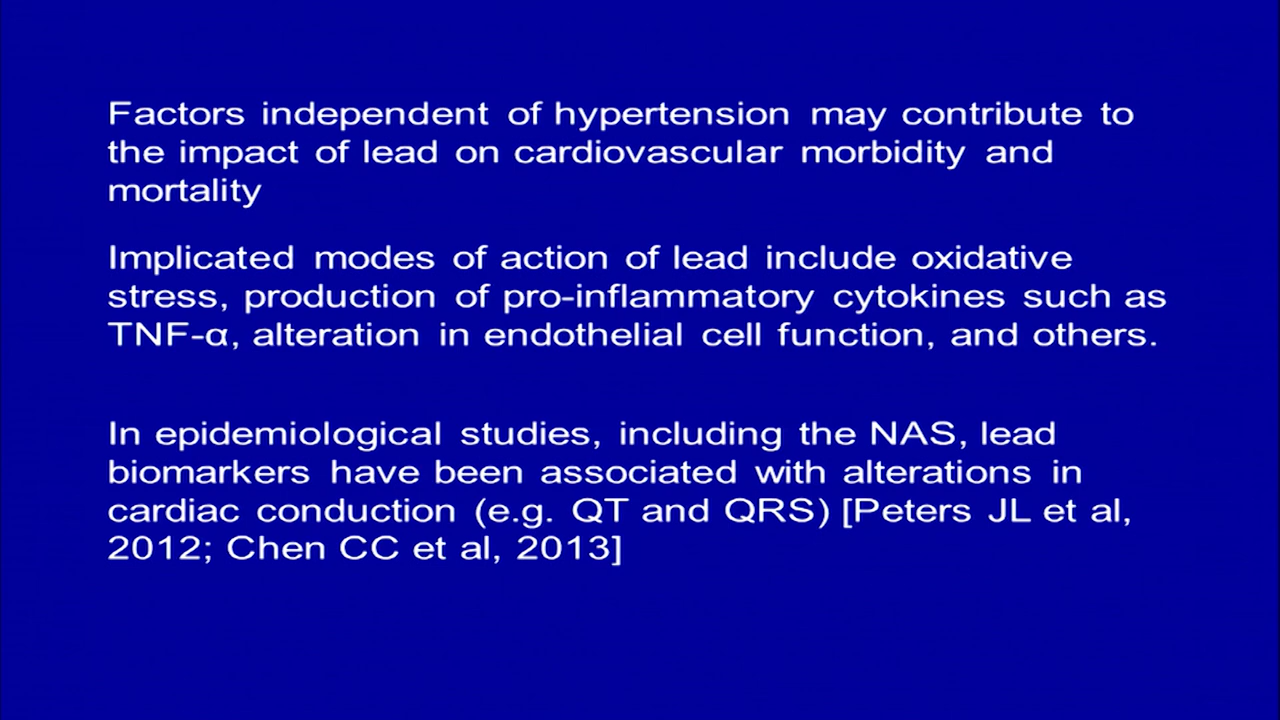 Factors independent of hypertension may contribute to
the impact of lead on cardiovascular morbidity and
mortality
Implicated modes of action of lead include oxidative
stress, production of pro-inflammatory cytokines such as
TNF-α, alteration in endothelial cell function, and others.
In epidemiological studies, including the NAS, lead
biomarkers have been associated with alterations in
cardiac conduction (e.g. QT and QRS) [Peters JL et al,
2012; Chen CC et al, 2013]